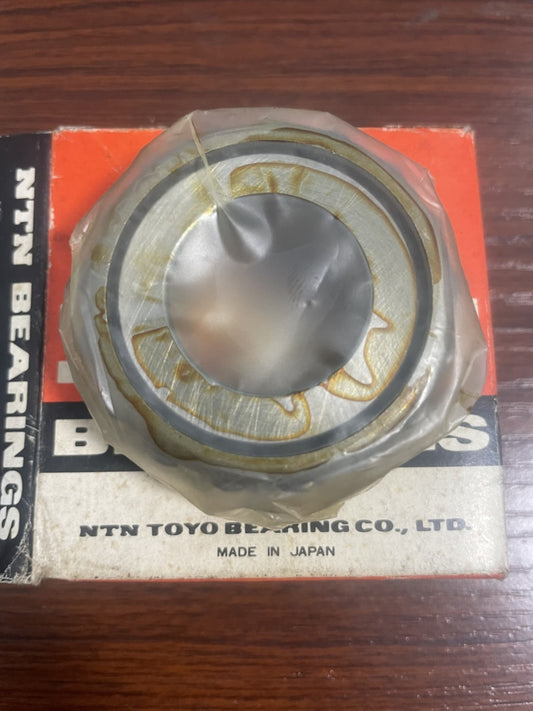 NTN BEARINGS
NTN TOYO BEARING CO., LTD.
MADE IN JAPAN